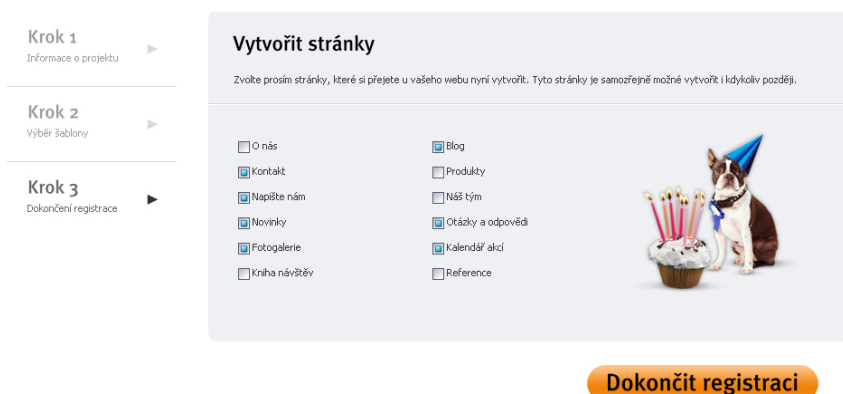 Krok 1
Informace o projektu
Krok 2
Výběr šablony
Krok 3
Dokončení registrace
Vytvořit stránky
Zvolte prosím stránky, které si přejete u vašeho webu nyní vytvořit. Tyto stránky je samozřejmě možné vytvořit i kdykoliv později.
O nás
Kontakt
Napište nám
Novinky
Fotogalerie
Kniha návštěv
Blog
Produkty
Náš tým
Otázky a odpovědi
Kalendář akcí
Reference
Dokončit registraci